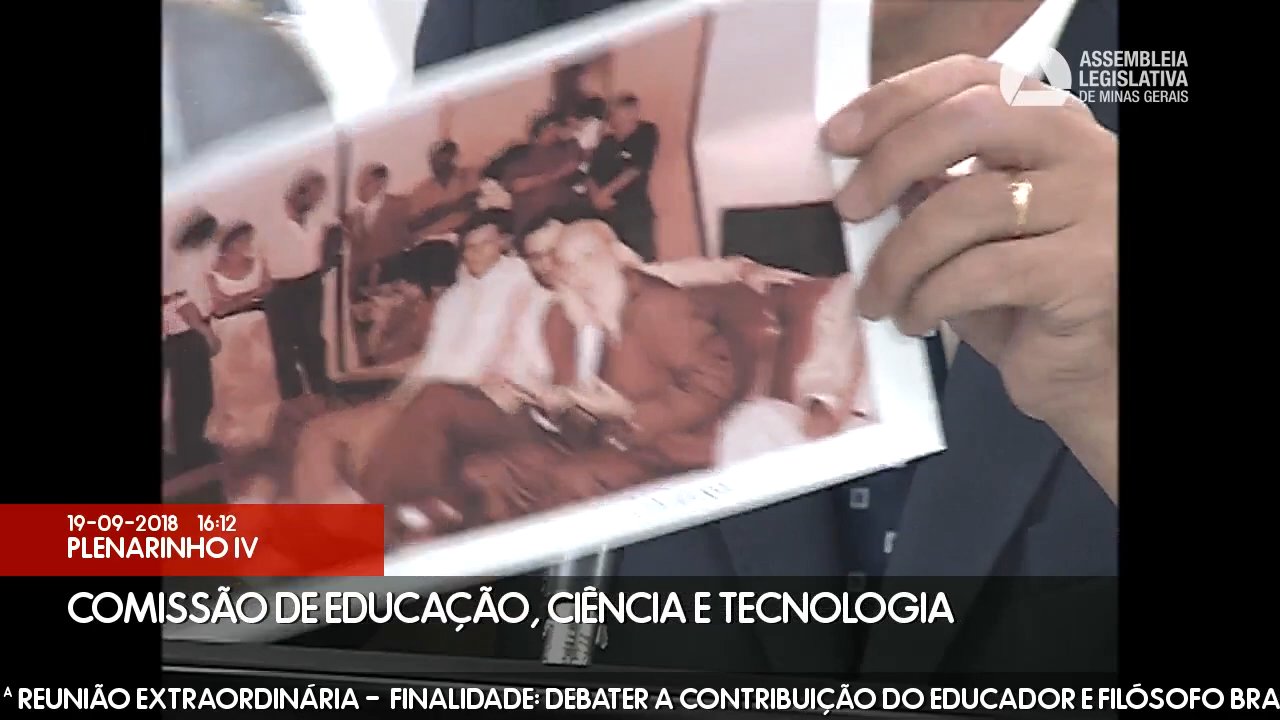 ASSEMBLEIA
LEGISLATIVA
DE MINAS GERAIS
19-09-2018 16:12
PLENARINHO IV
COMISSÃO DE EDUCAÇÃO, CIÊNCIA E TECNOLOGIA
ª REUNIÃO EXTRAORDINÁRIA - FINALIDADE: DEBATER A CONTRIBUIÇÃO DO EDUCADOR E FILÓSOFO BRA